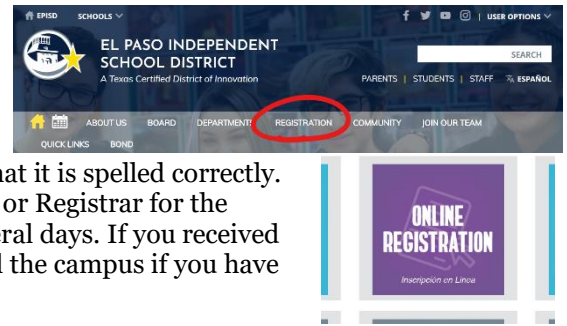 EPISD SCHOOLS | USER OPTIONS
EL PASO INDEPENDENT
SCHOOL DISTRICT
A Texas Certified District of Innovation
SEARCH
PARENTS | STUDENTS | STAFF ESPAÑOL
ABOUT US BOARD DEPARTMENTS REGISTRATION COMMUNITY JOIN OUR TEAM
QUICK LINKS BOND
hat it is spelled correctly.
or Registrar for the
eral days. If you received
l the campus if you have
ONLINE
REGISTRATION
Inscripción en Linea